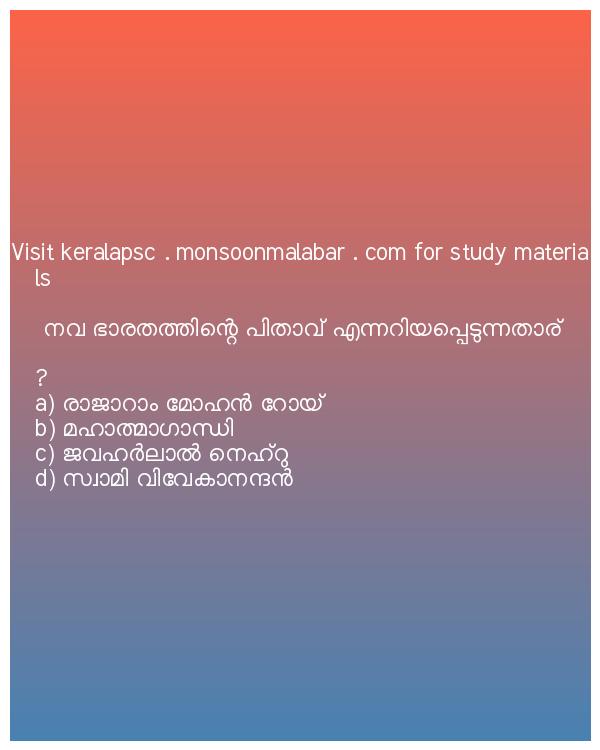 Visit keralapsc . monsoonmalabar . com for study materia
ls
നവ ഭാരതത്തിന്റെ പിതാവ് എന്നറിയപ്പെടുന്നതാര്
?
a) രാജാറാം മോഹൻ റോയ്
b) മഹാത്മാഗാന്ധി
c) ജവഹർലാൽ നെഹ്റു
d) സ്വാമി വിവേകാനന്ദൻ